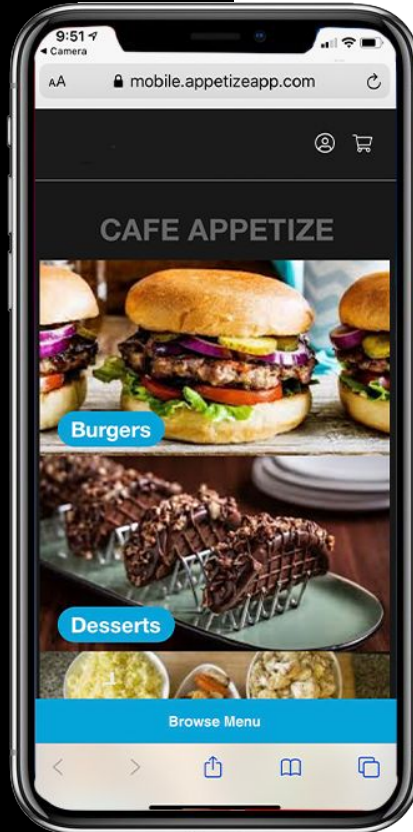 9:51
Camera
AA mobile.appetizeapp.com
CAFE APPETIZE
Burgers
Desserts
Browse Menu